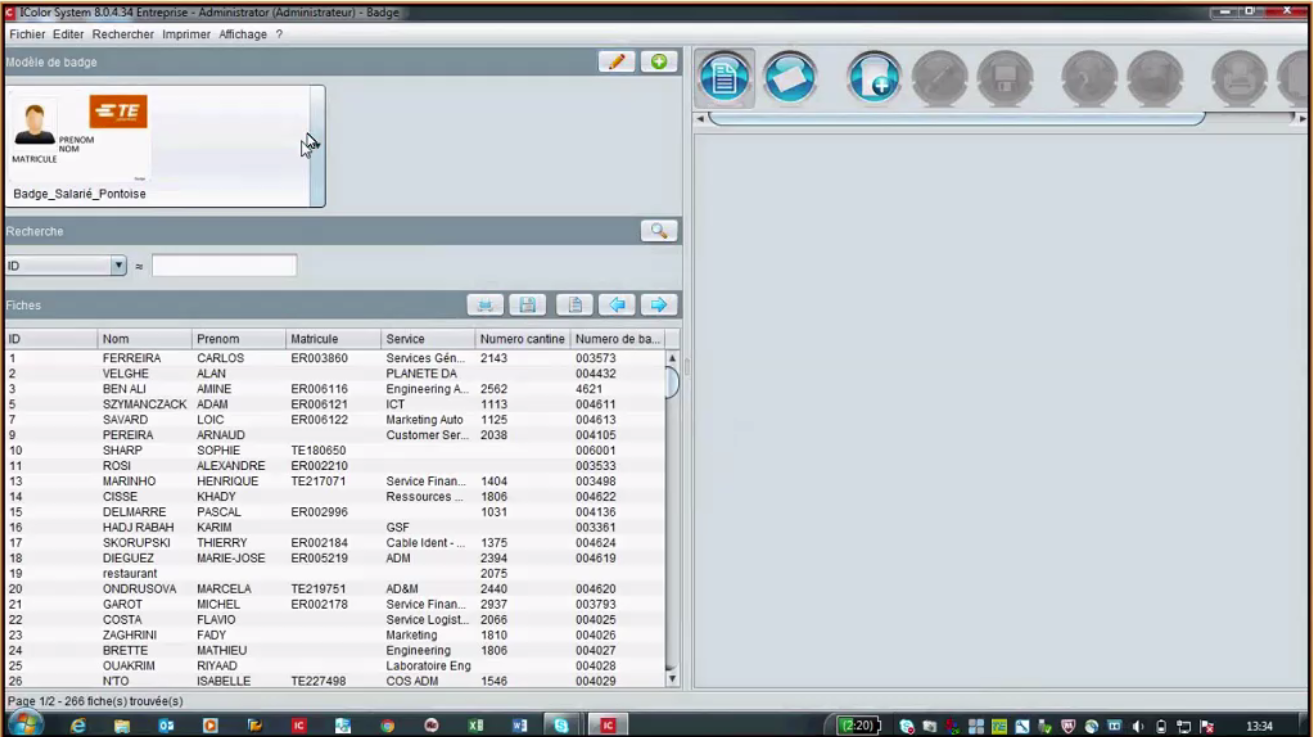 IColor System 8.0.4.34 Entreprise - Administrator (Administrateur) - Badge
Fichier Editer Rechercher Imprimer Affichage ?
Modèle de badge
TE
PRENOM
NOM
MATRICULE
Badge_Salarié_Pontoise
Recherche
ID ≈
Fiches
ID Nom Prenom Matricule Service Numero cantine Numero de ba...
1 FERREIRA CARLOS ER003860 Services Gén... 2143 003573
2 VELGHE ALAN PLANETE DA 004432
3 BEN ALI AMINE ER006116 Engineering A... 2562 4621
5 SZYMANCZACK ADAM ER006121 ICT 1113 004611
7 SAVARD LOIC ER006122 Marketing Auto 1125 004613
9 PEREIRA ARNAUD Customer Ser... 2038 004105
10 SHARP SOPHIE TE180650 006001
11 ROSI ALEXANDRE ER002210 003533
13 MARINHO HENRIQUE TE217071 Service Finan... 1404 003498
14 CISSE KHADY Ressources ... 1806 004622
15 DELMARRE PASCAL ER002996 1031 004136
16 HADJ RABAH KARIM GSF 003361
17 SKORUPSKI THIERRY ER002184 Cable Ident - ... 1375 004624
18 DIEGUEZ MARIE-JOSE ER005219 ADM 2394 004619
19 restaurant 2075
20 ONDRUSOVA MARCELA TE219751 AD&M 2440 004620
21 GAROT MICHEL ER002178 Service Finan... 2937 003793
22 COSTA FLAVIO Service Logist... 2066 004025
23 ZAGHRINI FADY Marketing 1810 004026
24 BRETTE MATHIEU Engineering 1806 004027
25 OUAKRIM RIYAAD Laboratoire Eng 004028
26 N'TO ISABELLE TE227498 COS ADM 1546 004029
Page 1/2 - 266 fiche(s) trouvée(s)
(2:20) 13:34